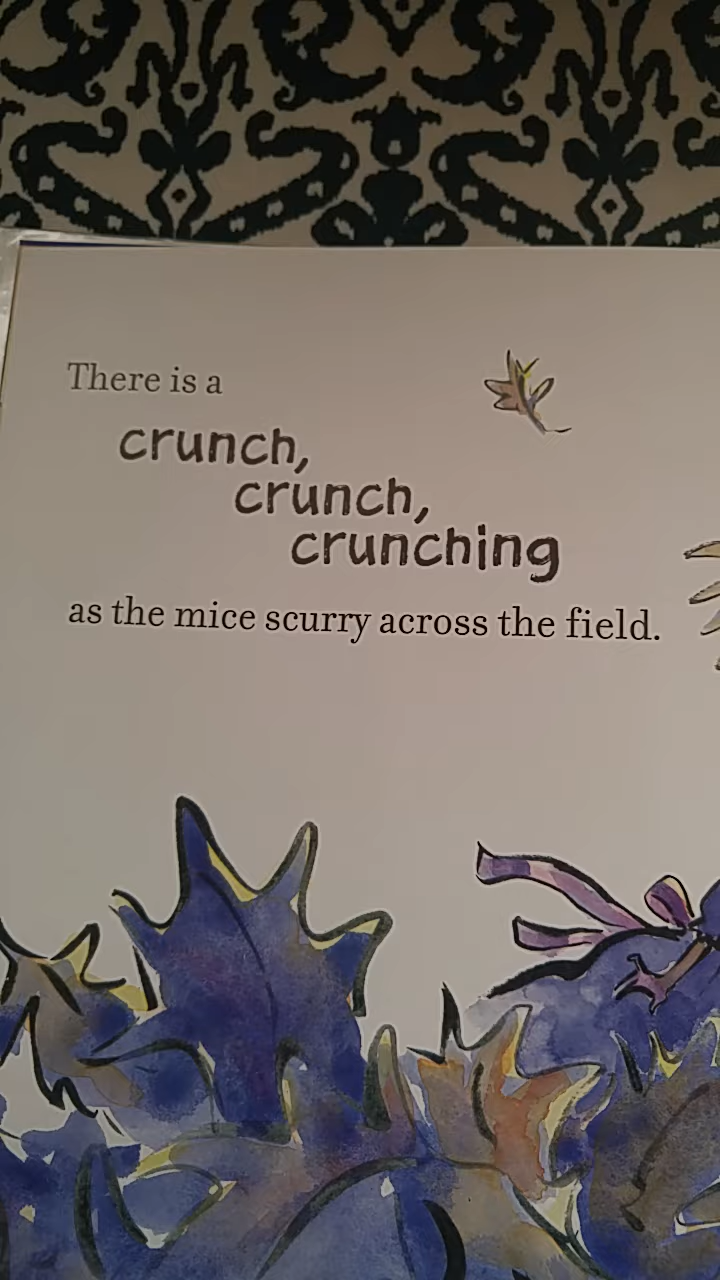 There is a
crunch,
crunch,
crunching
as the mice scurry across the field.